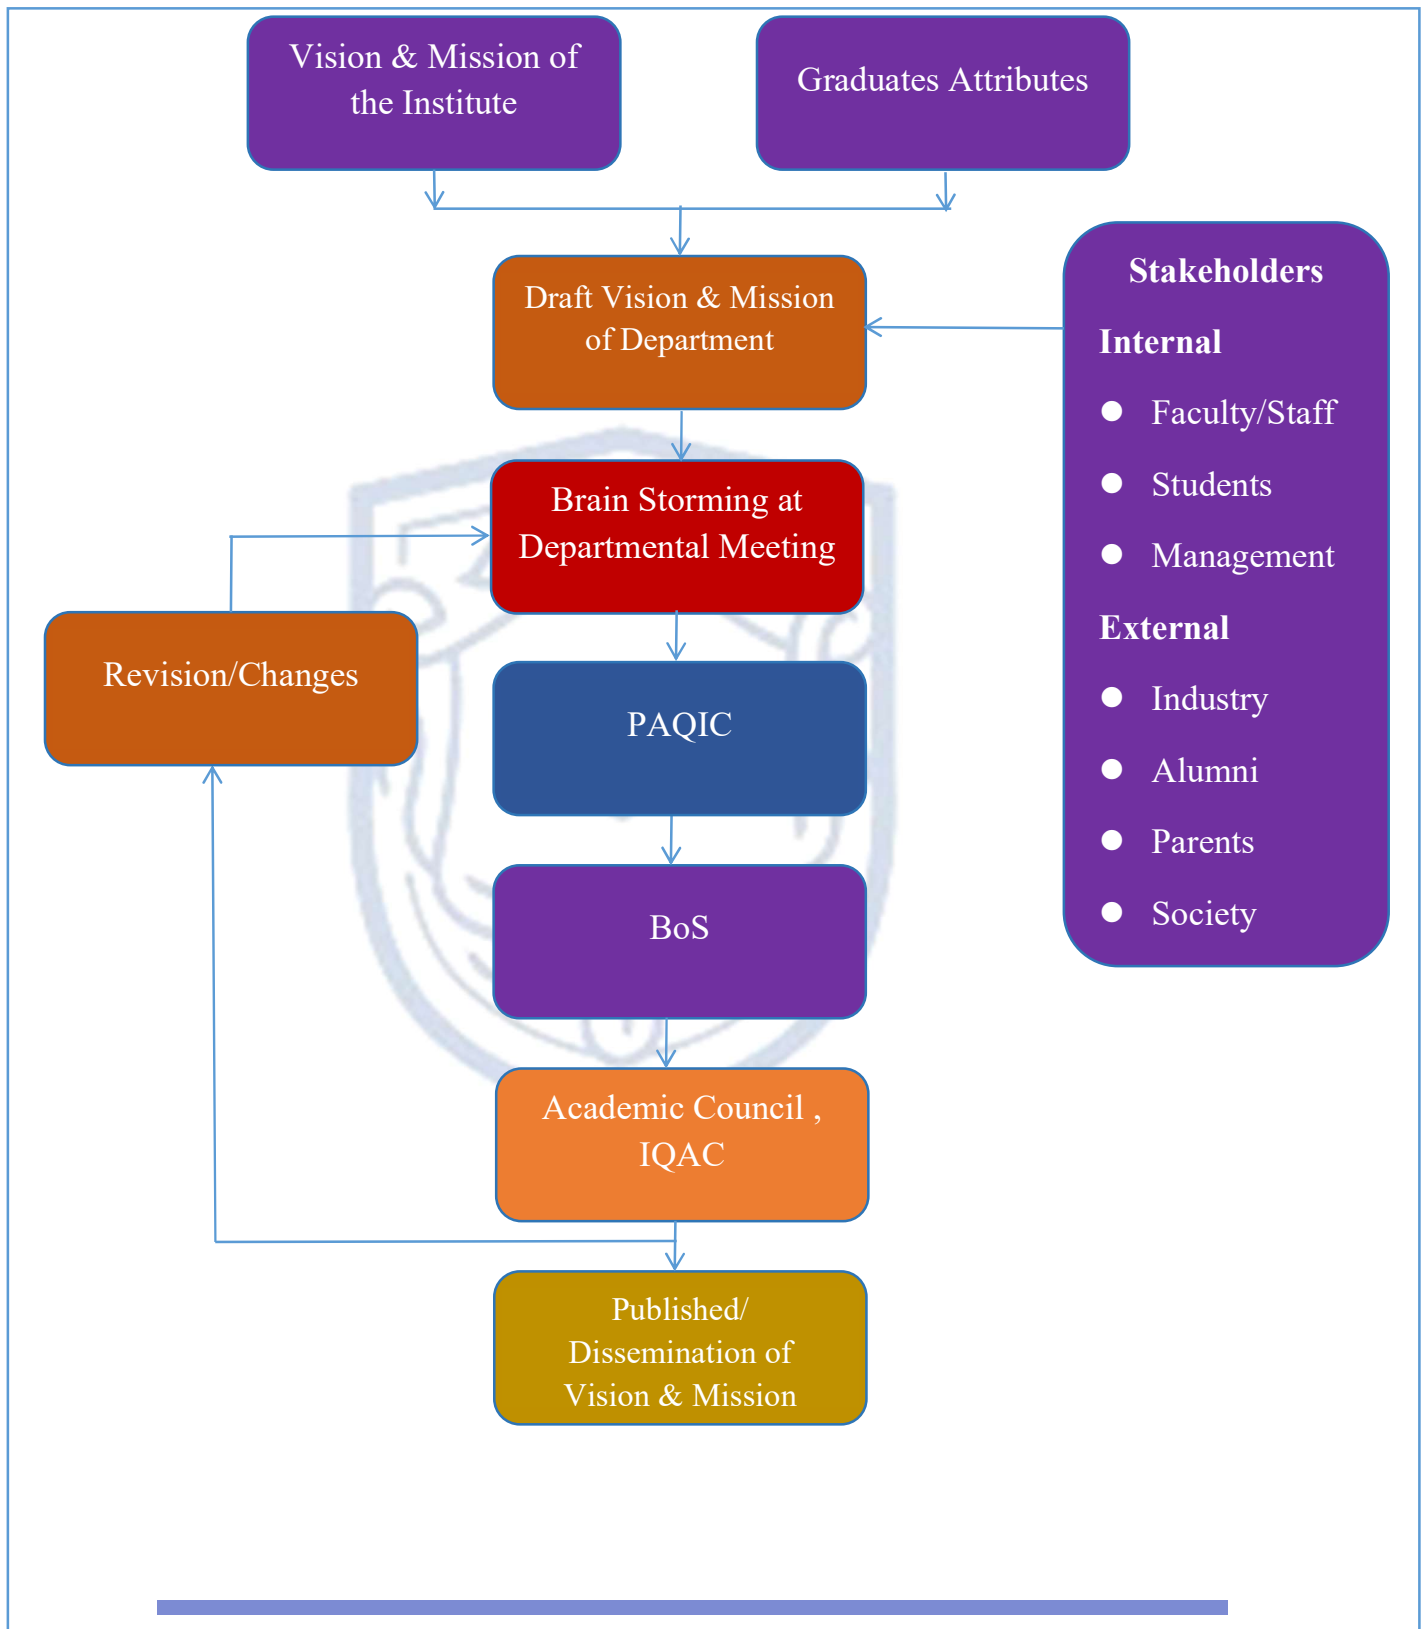 Vision & Mission of
the Institute
Graduates Attributes
Draft Vision & Mission
of Department
Stakeholders
Internal
● Faculty/Staff
● Students
● Management
External
● Industry
● Alumni
● Parents
● Society
Brain Storming at
Departmental Meeting
Revision/Changes
PAQIC
BoS
Academic Council ,
IQAC
Published/
Dissemination of
Vision & Mission